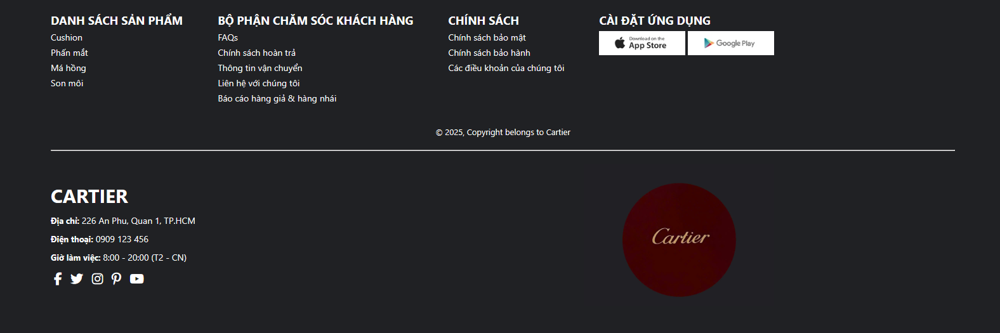 DANH SÁCH SẢN PHẨM
Cushion
Phấn mắt
Má hồng
Son môi
BỘ PHẬN CHĂM SÓC KHÁCH HÀNG
FAQs
Chính sách hoàn trả
Thông tin vận chuyển
Liên hệ với chúng tôi
Báo cáo hàng giả & hàng nhái
CHÍNH SÁCH
Chính sách bảo mật
Chính sách bảo hành
Các điều khoản của chúng tôi
CÀI ĐẶT ỨNG DỤNG
Download on the
App Store
Google Play
© 2025, Copyright belongs to Cartier
CARTIER
Địa chỉ: 226 An Phu, Quan 1, TP.HCM
Điện thoại: 0909 123 456
Giờ làm việc: 8:00 - 20:00 (T2 - CN)
Cartier